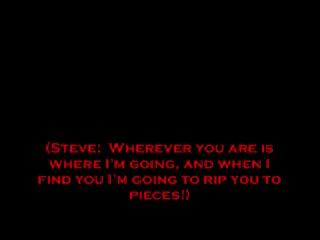 (Steve:  Wherever you are is
where I'm going, and when I
find you I'm going to rip you to
pieces!)